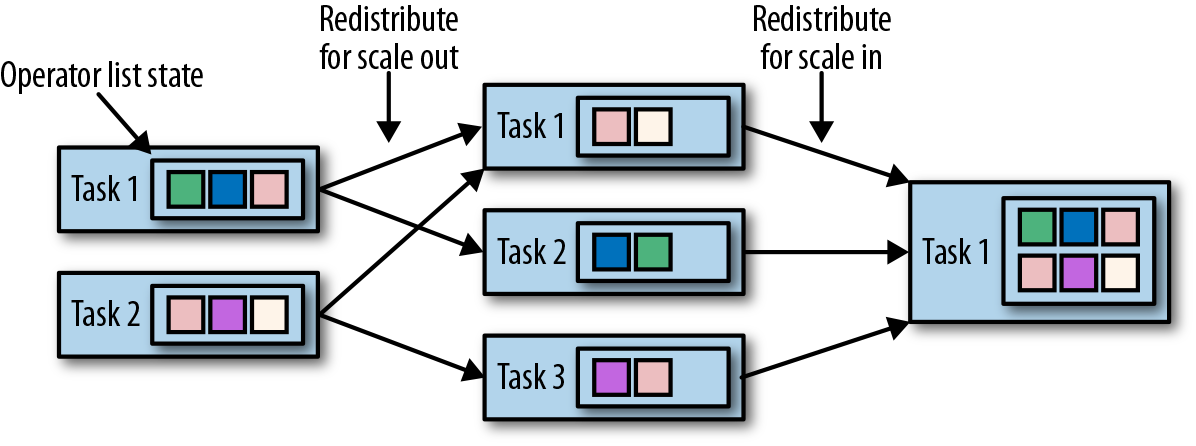 Operator list state
Redistribute
for scale out
Redistribute
for scale in
Task 1
Task 2
Task 1
Task 2
Task 3
Task 1